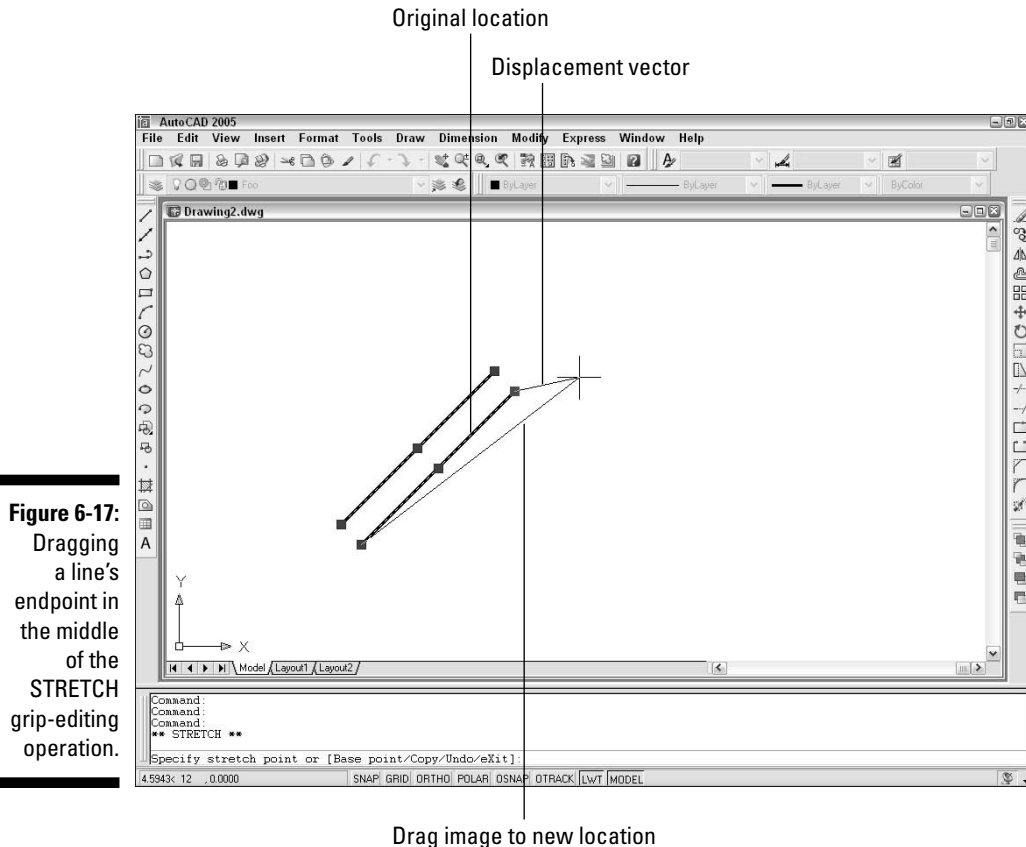 Original location
Displacement vector
AutoCAD 2005
File Edit View Insert Format Tools Draw Dimension Modify Express Window Help
Foo
ByLayer
ByLayer
ByLayer
ByColor
Drawing2.dwg
A
Y
X
Model Layout1 Layout2
Command:
Command:
Command:
** STRETCH **
Specify stretch point or [Base point/Copy/Undo/eXit]:
4.5943< 12 , 0.0000 SNAP GRID ORTHO POLAR OSNAP OTRACK LWT MODEL
Figure 6-17:
Dragging
a line's
endpoint in
the middle
of the
STRETCH
grip-editing
operation.
Drag image to new location